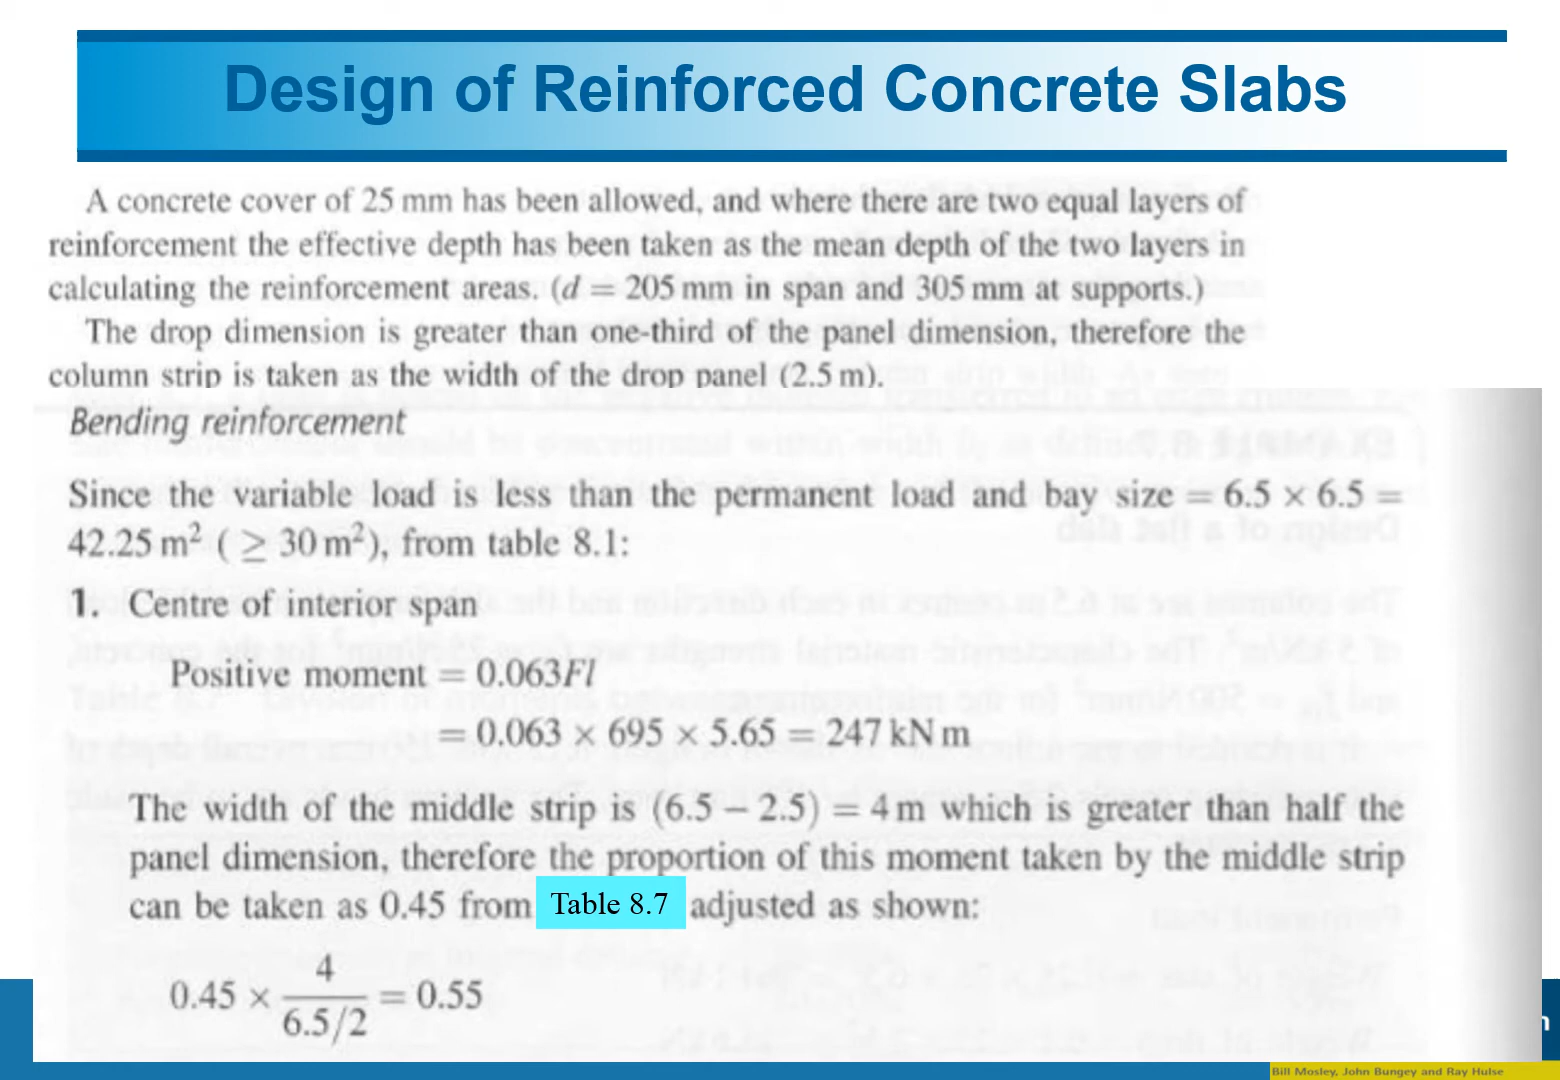 Design of Reinforced Concrete Slabs
A concrete cover of 25 mm has been allowed, and where there are two equal layers of
reinforcement the effective depth has been taken as the mean depth of the two layers in
calculating the reinforcement areas. (d = 205 mm in span and 305 mm at supports.)
The drop dimension is greater than one-third of the panel dimension, therefore the
column strip is taken as the width of the drop panel (2.5 m).
Bending reinforcement
Since the variable load is less than the permanent load and bay size = 6.5 × 6.5 =
42.25 m² ( ≥ 30 m²), from table 8.1:
1. Centre of interior span
Positive moment = 0.063Fl
= 0.063 × 695 × 5.65 = 247 kN m
The width of the middle strip is (6.5 – 2.5) = 4 m which is greater than half the
panel dimension, therefore the proportion of this moment taken by the middle strip
can be taken as 0.45 from Table 8.7 adjusted as shown:
0.45 × 4 / (6.5/2) = 0.55
Bill Mosley, John Bungey and Ray Hulse